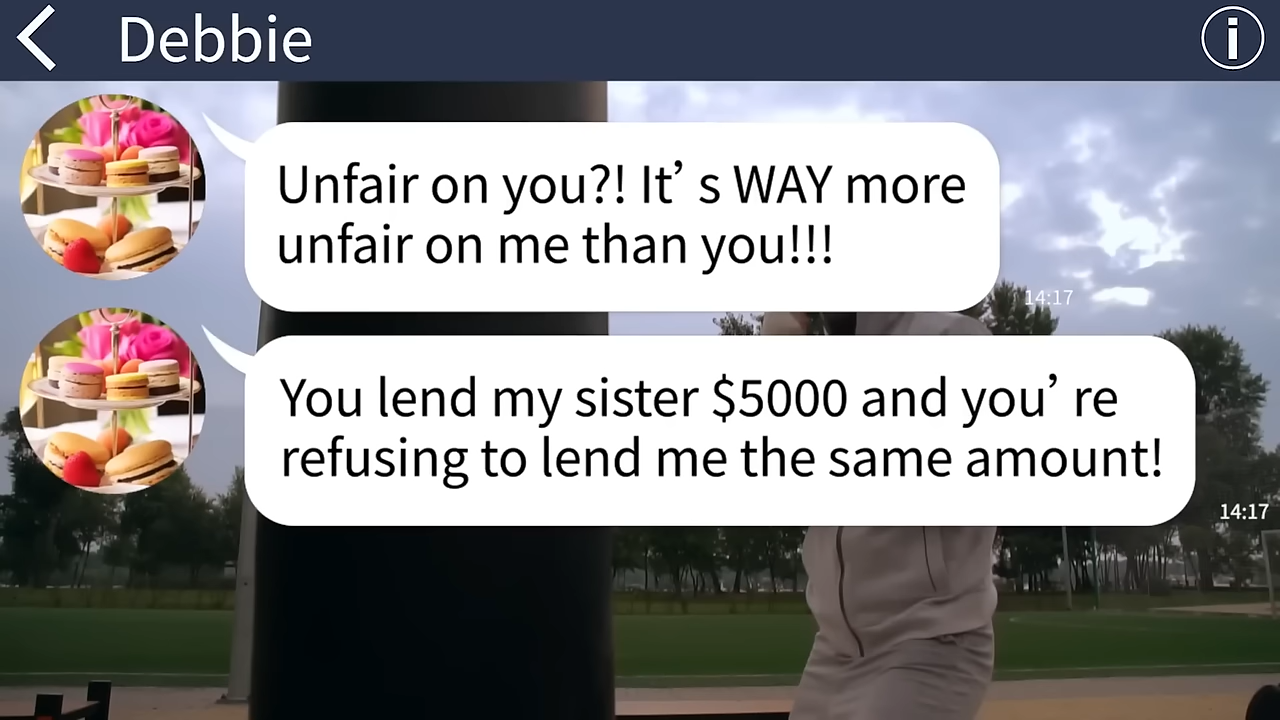 Debbie
Unfair on you?! It’s WAY more
unfair on me than you!!!
14:17
You lend my sister $5000 and you’re
refusing to lend me the same amount!
14:17